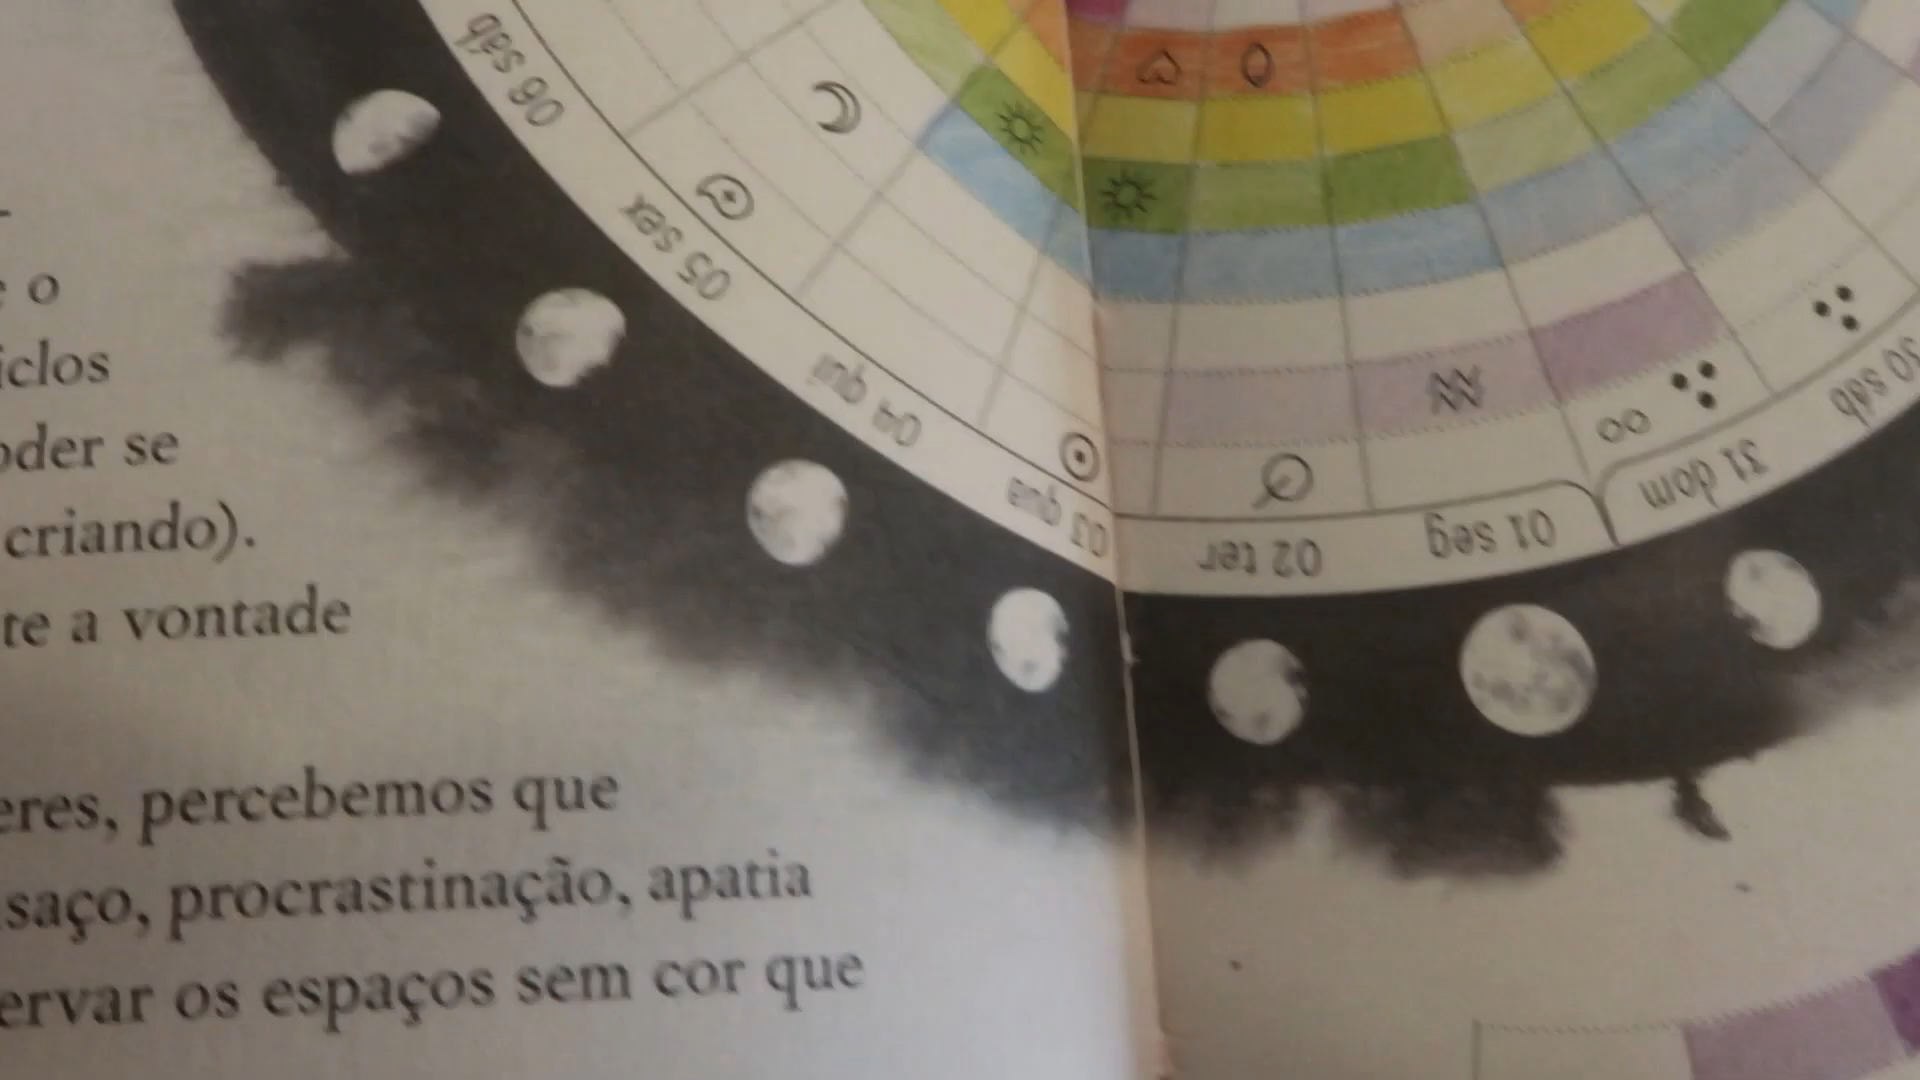 o
iclos
oder se
criando).
te a vontade
eres, percebemos que
saço, procrastinação, apatia
ervar os espaços sem cor que
30 sáb
31 dom
01 seg
02 ter
03 qua
04 qui
05 sex
06 sáb